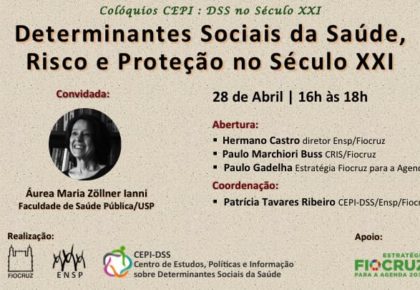 Colóquios CEPI : DSS no Século XXI
Determinantes Sociais da Saúde,
Risco e Proteção no Século XXI
Convidada:
Áurea Maria Zöllner Ianni
Faculdade de Saúde Pública/USP
28 de Abril | 16h às 18h
Abertura:
Hermano Castro diretor Ensp/Fiocruz
Paulo Marchiori Buss CRIS/Fiocruz
Paulo Gadelha Estratégia Fiocruz para a Agen
Coordenação:
Patrícia Tavares Ribeiro CEPI-DSS/Ensp/Fiocr
Realização:
FIOCRUZ
ENSP
CEPI-DSS
Centro de Estudos, Políticas e Informação
sobre Determinantes Sociais da Saúde
Apoio:
ESTRATÉG
FIOCRUZ
PARA A AGENDA 20